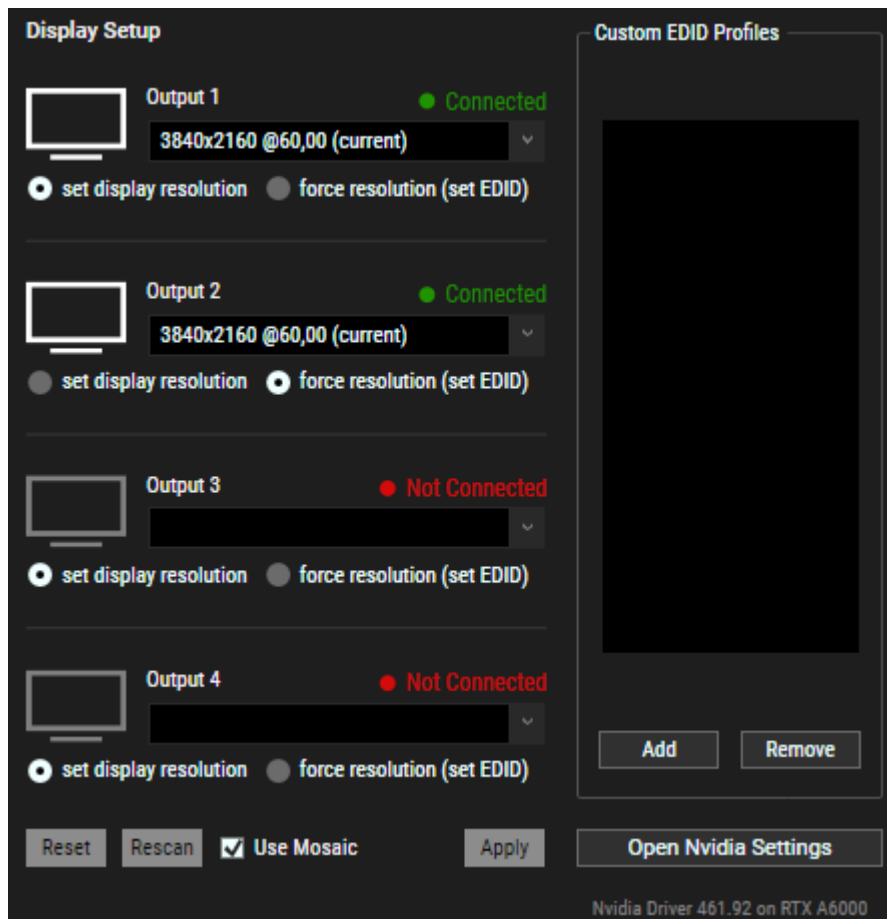 Display Setup
Output 1
Connected
3840x2160 @60,00 (current)
set display resolution
force resolution (set EDID)
Output 2
Connected
3840x2160 @60,00 (current)
set display resolution
force resolution (set EDID)
Output 3
Not Connected
set display resolution
force resolution (set EDID)
Output 4
Not Connected
set display resolution
force resolution (set EDID)
Reset
Rescan
Use Mosaic
Apply
Custom EDID Profiles
Add
Remove
Open Nvidia Settings
Nvidia Driver 461.92 on RTX A6000